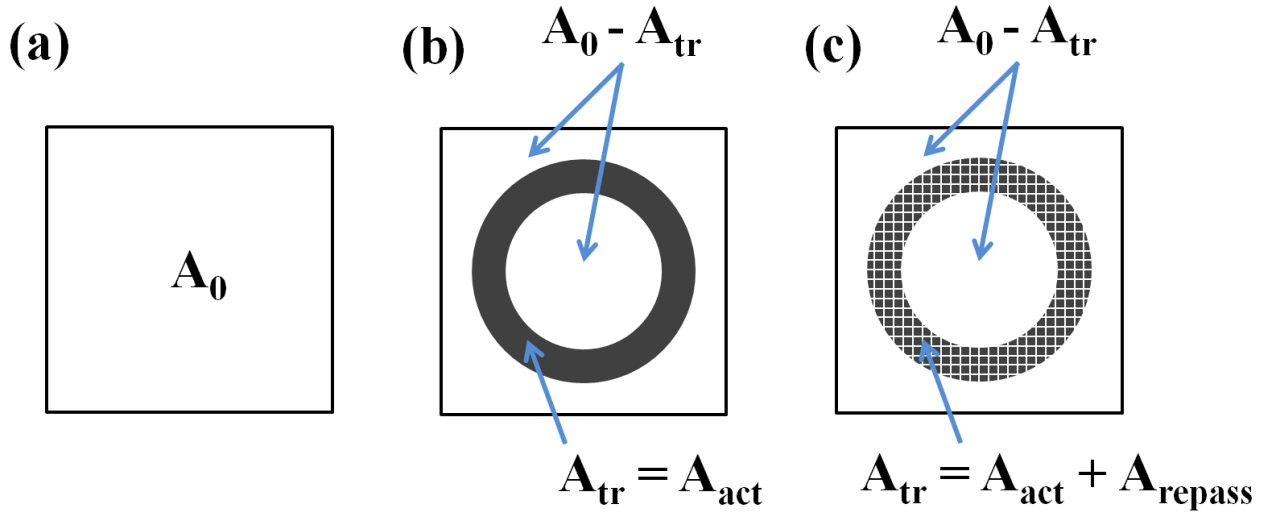 (a)
A₀
(b)
A₀ - Aₜᵣ
Aₜᵣ = Aact
(c)
A₀ - Aₜᵣ
Aₜᵣ = Aact + Arepass